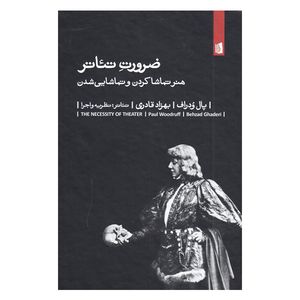 ضرورتِ تئاتر
هنرِ تماشا کردن و تماشایی شدن
| پال وُدراف | بهزاد قادری | تئاتر: نظریه و اجرا |
| THE NECESSITY OF THEATER | Paul Woodruff | Behzad Ghaderi |